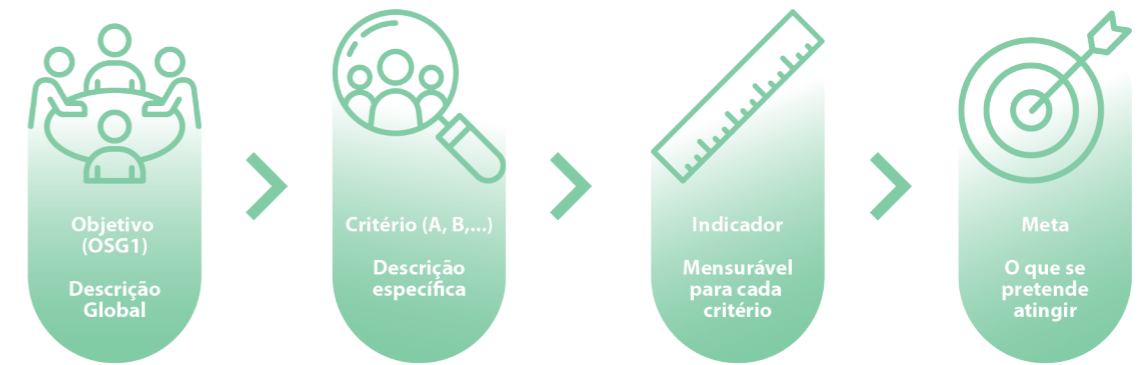 Objetivo
(OSG1)
Descrição
Global
Critério (A, B,...)
Descrição
específica
Indicador
Mensurável
para cada
critério
Meta
O que se
pretende
atingir